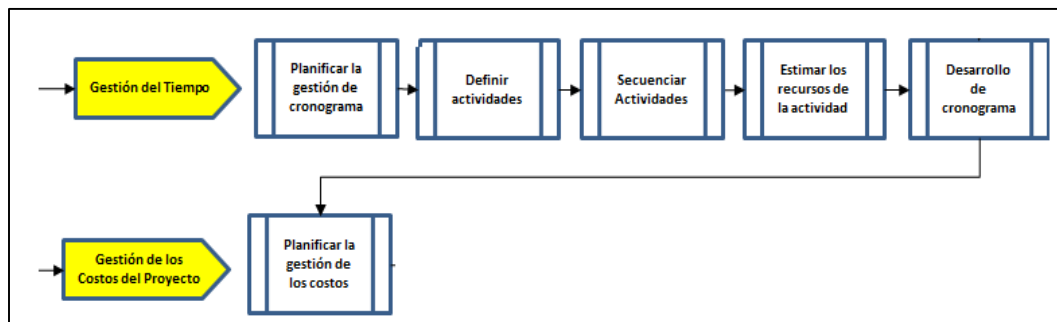 Gestión del Tiempo
Planificar la
gestión de
cronograma
Definir
actividades
Secuenciar
Actividades
Estimar los
recursos de
la actividad
Desarrollo
de
cronograma
Gestión de los
Costos del Proyecto
Planificar la
gestión de
los costos